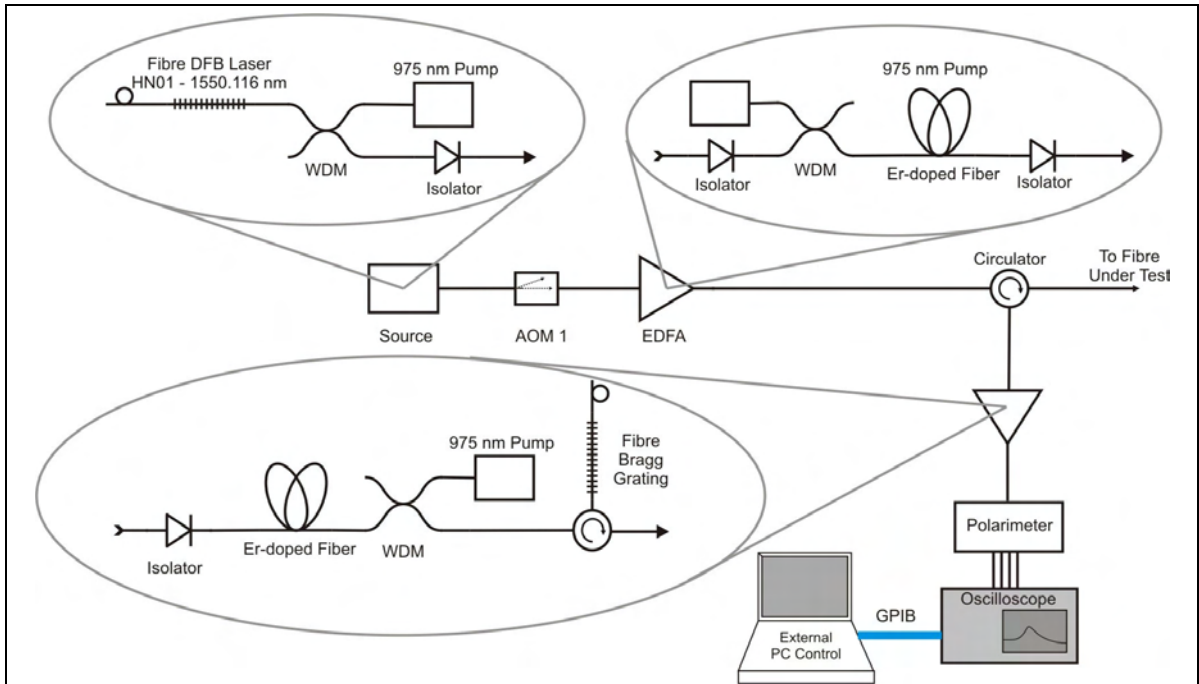 Fibre DFB Laser
HN01 - 1550.116 nm
975 nm Pump
WDM
Isolator
975 nm Pump
Isolator
WDM
Er-doped Fiber
Isolator
Circulator
To Fibre
Under Test
Source
AOM 1
EDFA
975 nm Pump
Fibre
Bragg
Grating
Isolator
Er-doped Fiber
WDM
Polarimeter
Oscilloscope
GPIB
External
PC Control